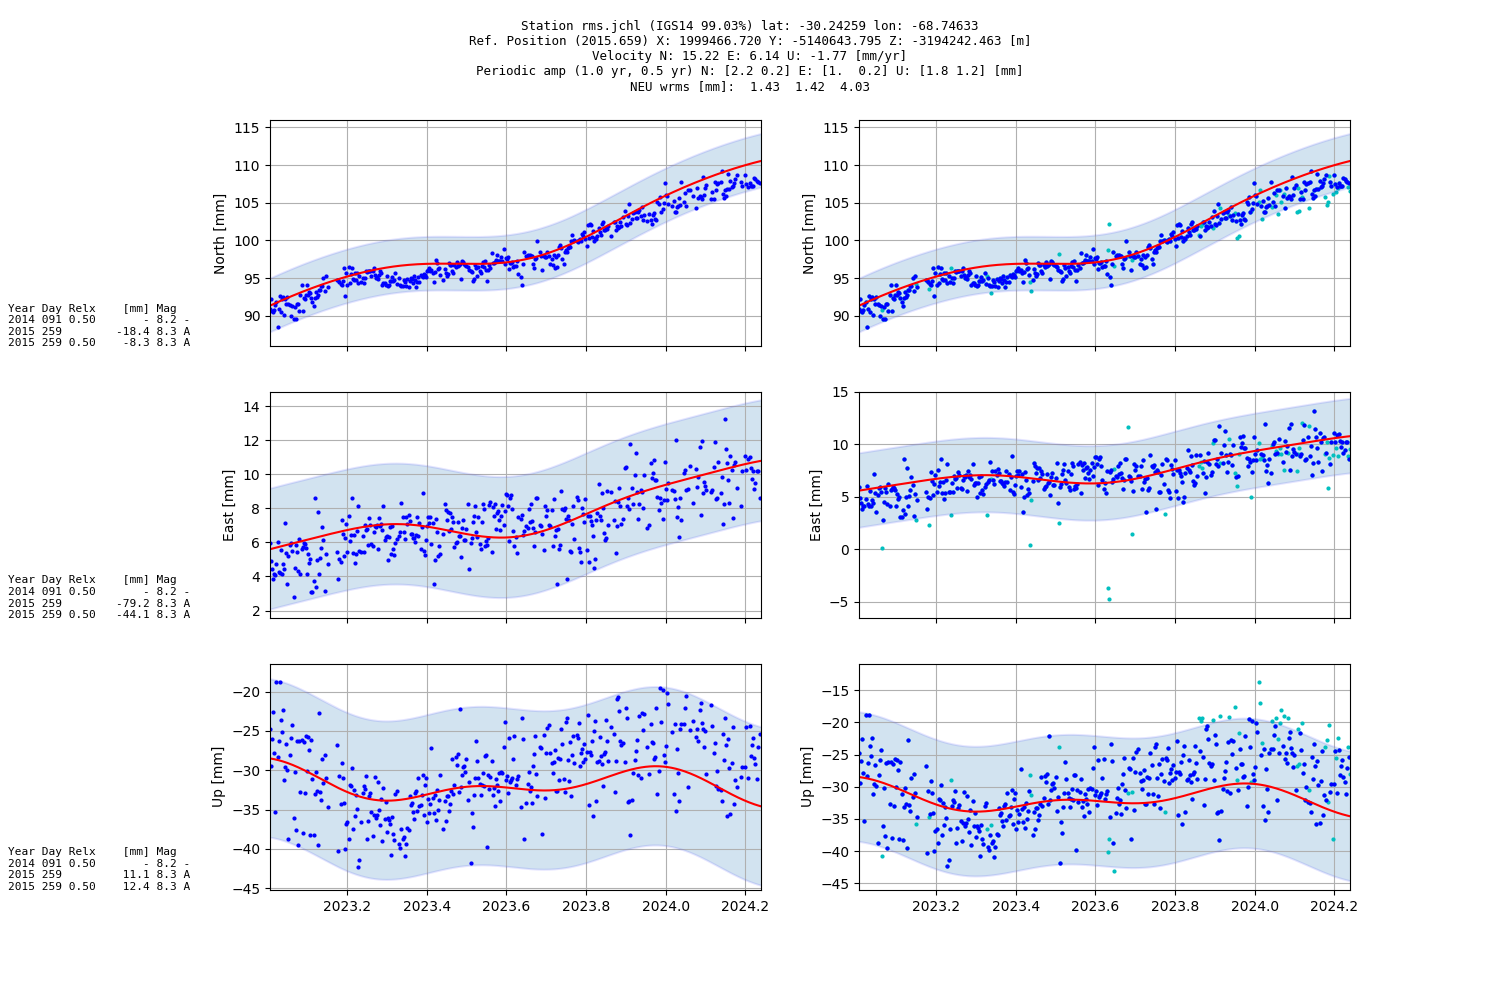 Station rms.jchl (IGS14 99.03%) lat: -30.24259 lon: -68.74633
Ref. Position (2015.659) X: 1999466.720 Y: -5140643.795 Z: -3194242.463 [m]
Velocity N: 15.22 E: 6.14 U: -1.77 [mm/yr]
Periodic amp (1.0 yr, 0.5 yr) N: [2.2 0.2] E: [1.  0.2] U: [1.8 1.2] [mm]
NEU wrms [mm]:  1.43  1.42  4.03
Year Day Relx    [mm] Mag
2014 091 0.50       - 8.2 -
2015 259        -18.4 8.3 A
2015 259 0.50    -8.3 8.3 A
North [mm]
115
110
105
100
95
90
North [mm]
115
110
105
100
95
90
Year Day Relx    [mm] Mag
2014 091 0.50       - 8.2 -
2015 259        -79.2 8.3 A
2015 259 0.50   -44.1 8.3 A
East [mm]
14
12
10
8
6
4
2
East [mm]
15
10
5
0
−5
Year Day Relx    [mm] Mag
2014 091 0.50       - 8.2 -
2015 259         11.1 8.3 A
2015 259 0.50    12.4 8.3 A
Up [mm]
−20
−25
−30
−35
−40
−45
2023.2 2023.4 2023.6 2023.8 2024.0 2024.2
Up [mm]
−15
−20
−25
−30
−35
−40
−45
2023.2 2023.4 2023.6 2023.8 2024.0 2024.2